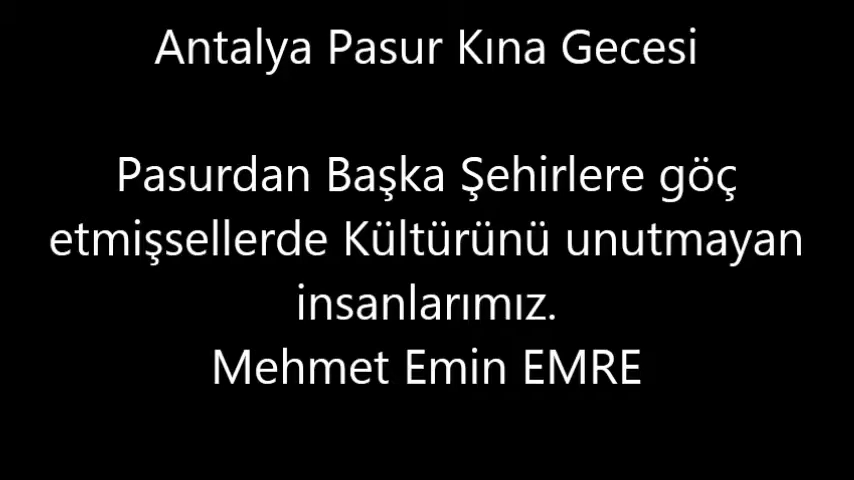 Antalya Pasur Kına Gecesi
Pasurdan Başka Şehirlere göç
etmişsellerde Kültürünü unutmayan
insanlarımız.
Mehmet Emin EMRE